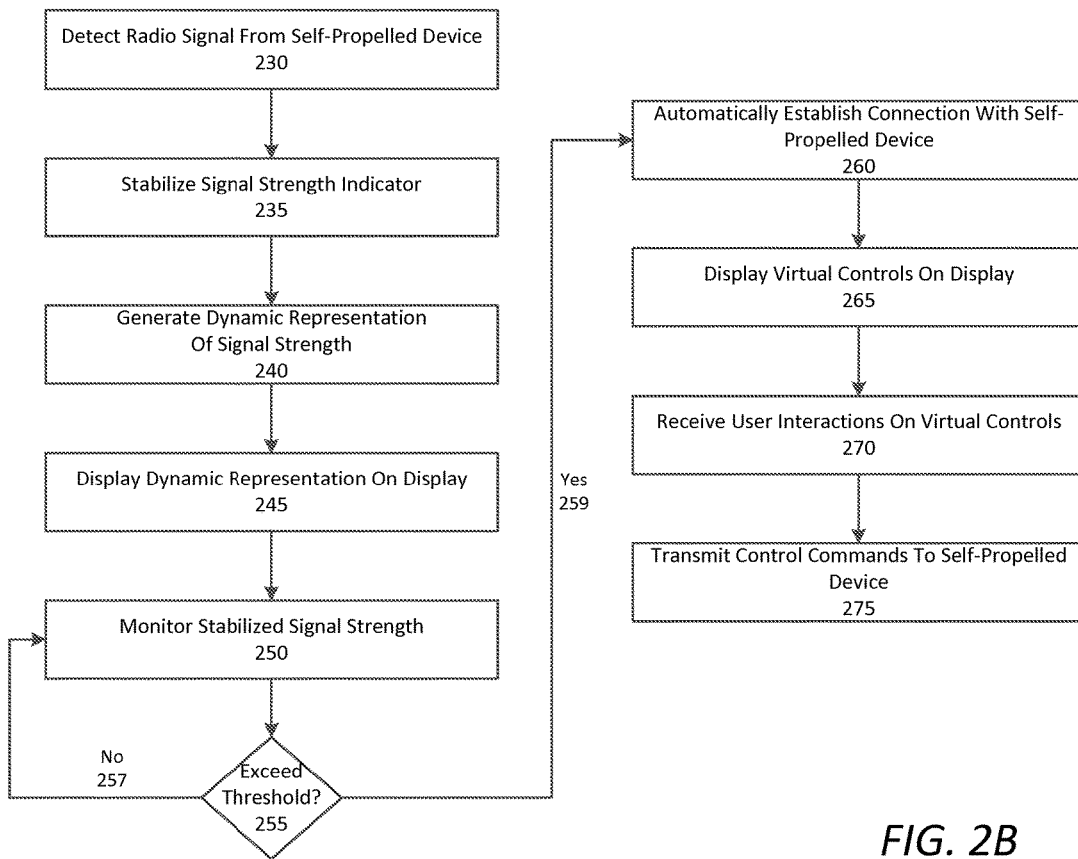 Detect Radio Signal From Self-Propelled Device
230
Stabilize Signal Strength Indicator
235
Generate Dynamic Representation
Of Signal Strength
240
Display Dynamic Representation On Display
245
Monitor Stabilized Signal Strength
250
No
257
Exceed
Threshold?
255
Yes
259
Automatically Establish Connection With Self-
Propelled Device
260
Display Virtual Controls On Display
265
Receive User Interactions On Virtual Controls
270
Transmit Control Commands To Self-Propelled
Device
275
FIG. 2B